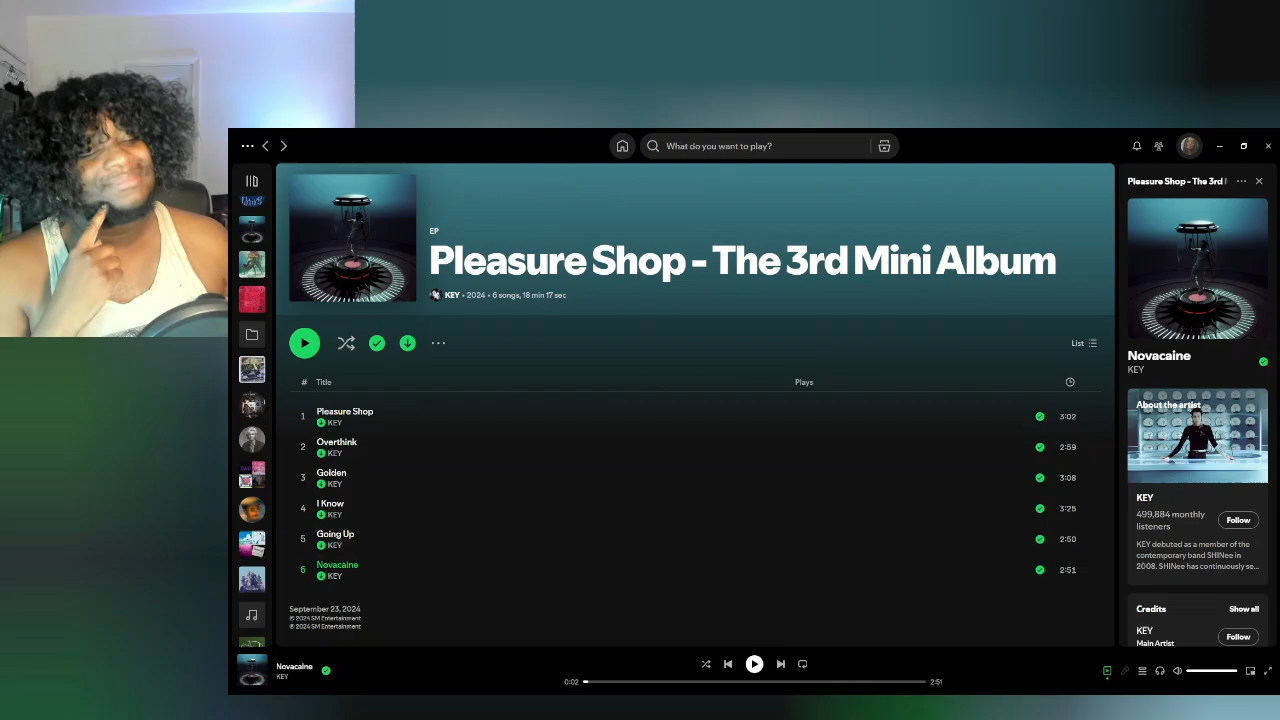 What do you want to play?
EP
Pleasure Shop - The 3rd Mini Album
KEY • 2024 • 6 songs, 18 min 17 sec
List
# Title Plays
1 Pleasure Shop 3:02
KEY
2 Overthink 2:59
KEY
3 Golden 3:08
KEY
4 I Know 3:25
KEY
5 Going Up 2:50
KEY
6 Novacaine 2:51
KEY
September 23, 2024
© 2024 SM Entertainment
℗ 2024 SM Entertainment
Pleasure Shop - The 3rd
Novacaine
KEY
About the artist
KEY
499,884 monthly
listeners
Follow
KEY debuted as a member of the
contemporary band SHINee in
2008. SHINee has continuously se...
Credits Show all
KEY
Main Artist
Follow
Novacaine
KEY
0:02 2:51